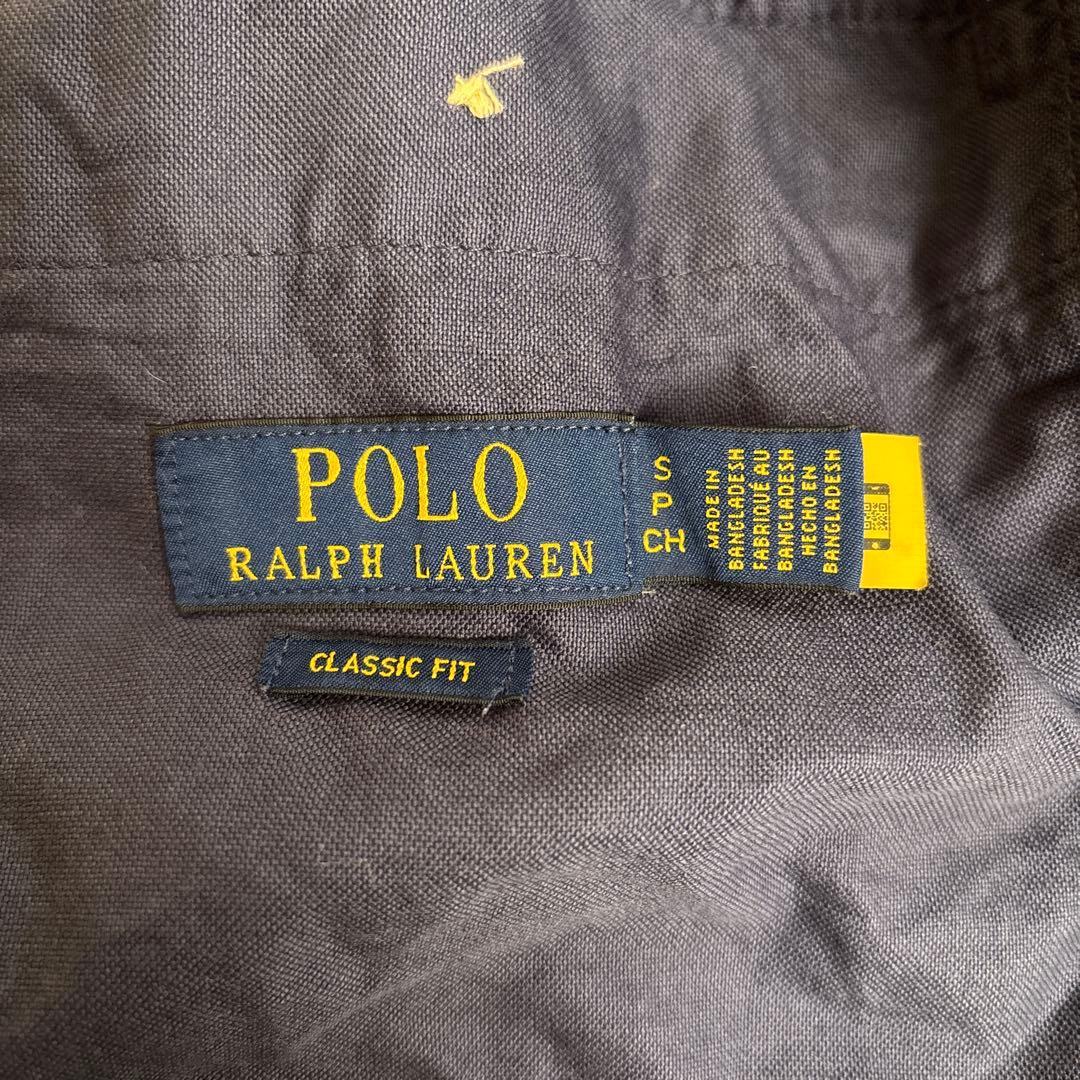 POLO
RALPH LAUREN
S
P
CH
MADE IN
BANGLADESH
FABRIQUÉ AU
BANGLADESH
HECHO EN
BANGLADESH
CLASSIC FIT